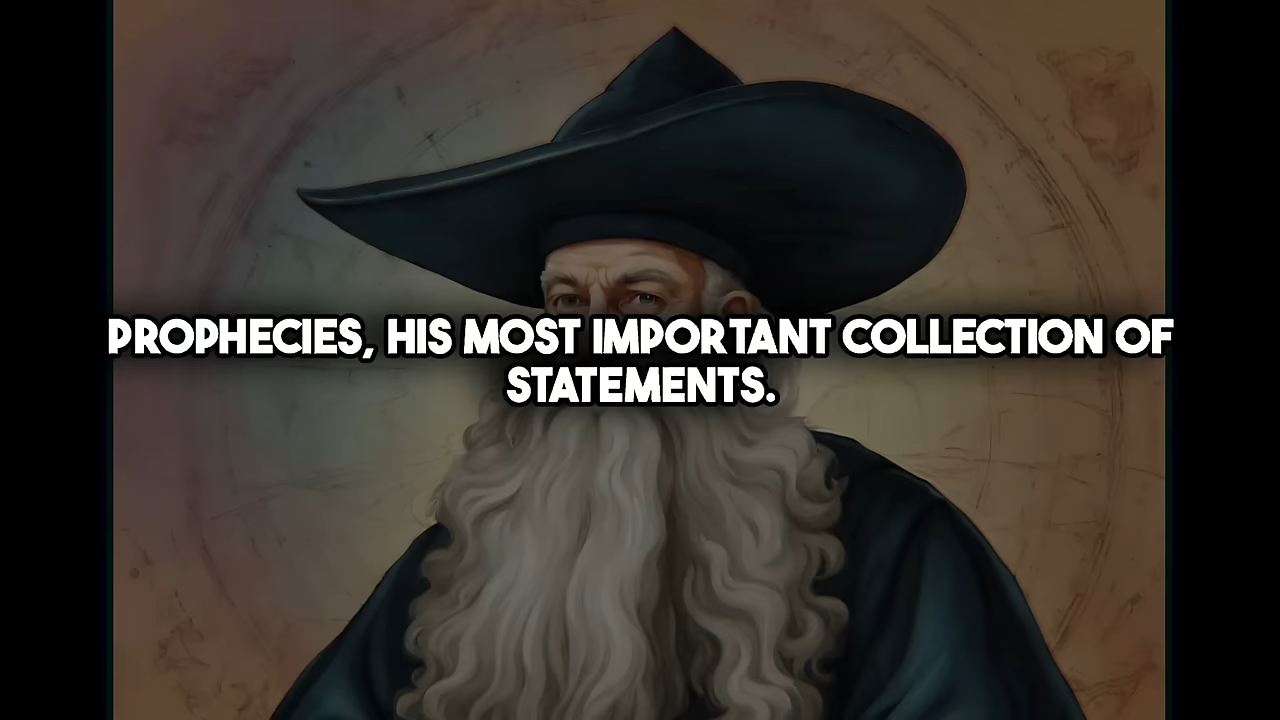 PROPHECIES, HIS MOST IMPORTANT COLLECTION OF
STATEMENTS.